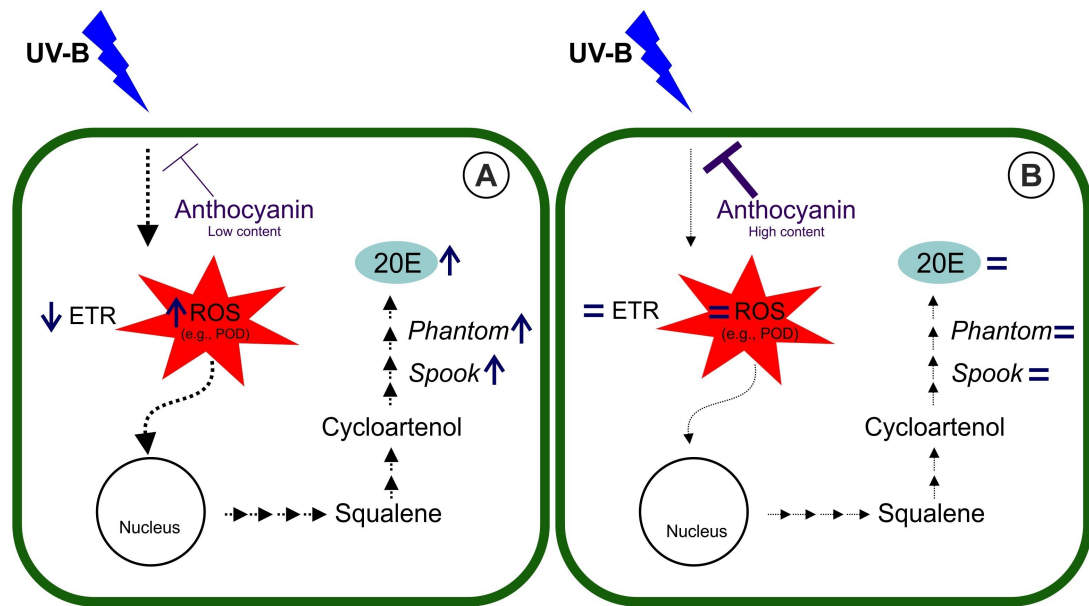 UV-B
A
Anthocyanin
Low content
20E
ETR
ROS
(e.g., POD)
Phantom
Spook
Cycloartenol
Nucleus
Squalene
UV-B
B
Anthocyanin
High content
20E =
= ETR
= ROS
(e.g., POD)
Phantom =
Spook =
Cycloartenol
Nucleus
Squalene